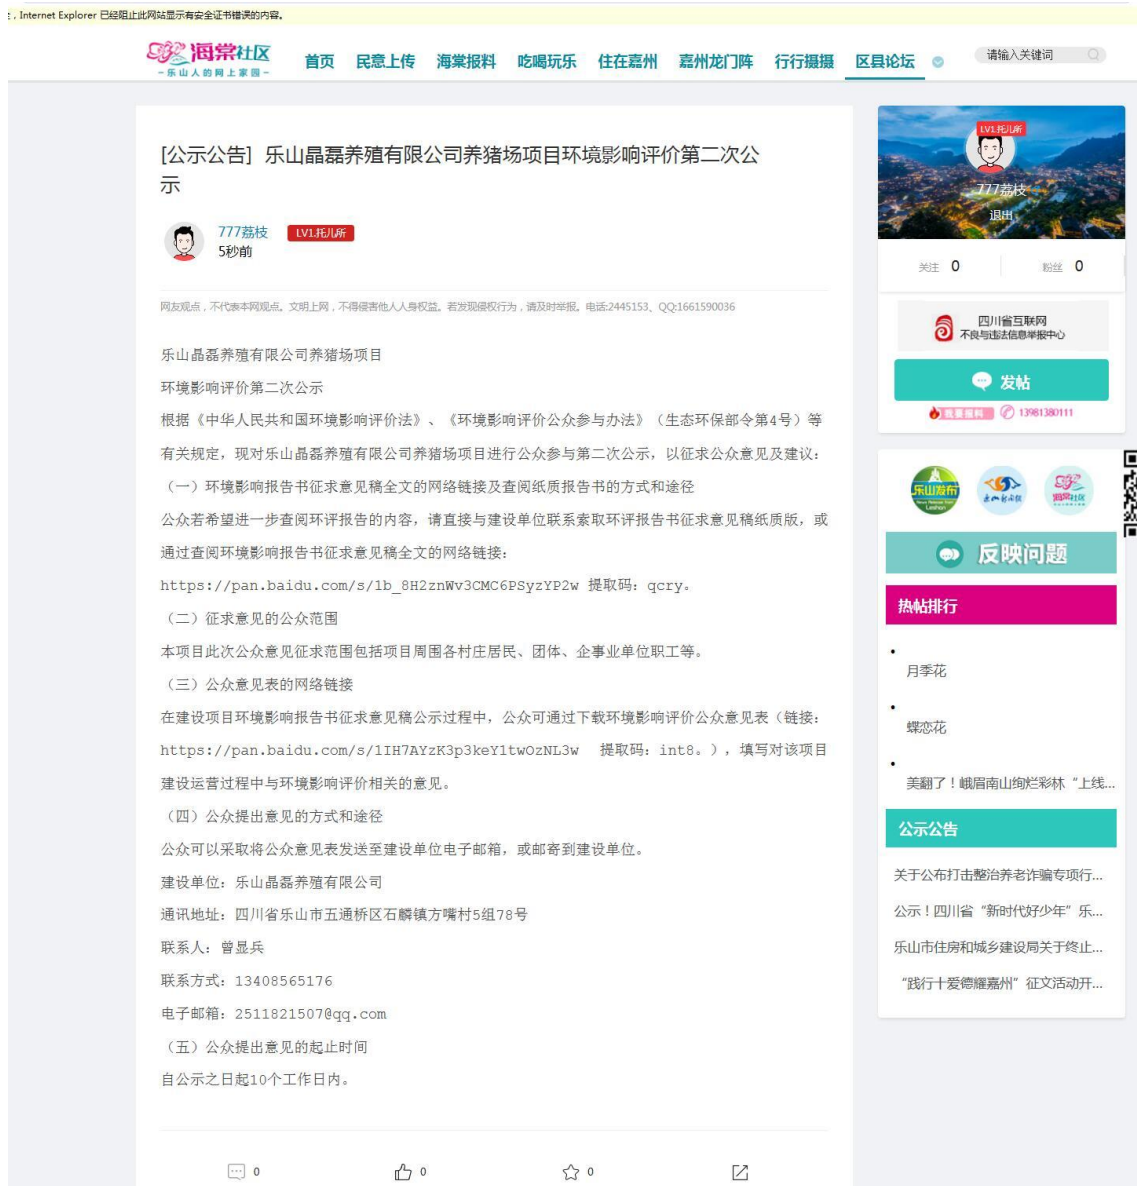 , Internet Explorer 已经阻止此网站显示有安全证书错误的内容。
海棠社区
-乐山人的网上家园-
首页 民意上传 海棠报料 吃喝玩乐 住在嘉州 嘉州龙门阵 行行摄摄 区县论坛
请输入关键词
[公示公告] 乐山晶磊养殖有限公司养猪场项目环境影响评价第二次公
示
777荔枝 LV1.托儿所
5秒前
网友观点，不代表本网观点。文明上网，不得侵害他人人身权益。若发现侵权行为，请及时举报。电话:2445153、QQ:1661590036
乐山晶磊养殖有限公司养猪场项目
环境影响评价第二次公示
根据《中华人民共和国环境影响评价法》、《环境影响评价公众参与办法》（生态环保部令第4号）等
有关规定，现对乐山晶磊养殖有限公司养猪场项目进行公众参与第二次公示，以征求公众意见及建议：
（一）环境影响报告书征求意见稿全文的网络链接及查阅纸质报告书的方式和途径
公众若希望进一步查阅环评报告的内容，请直接与建设单位联系索取环评报告书征求意见稿纸质版，或
通过查阅环境影响报告书征求意见稿全文的网络链接：
https://pan.baidu.com/s/1b_8H2znWv3CMC6PSyzYP2w 提取码：qcry。
（二）征求意见的公众范围
本项目此次公众意见征求范围包括项目周围各村庄居民、团体、企事业单位职工等。
（三）公众意见表的网络链接
在建设项目环境影响报告书征求意见稿公示过程中，公众可通过下载环境影响评价公众意见表（链接：
https://pan.baidu.com/s/1IH7AYzK3p3keY1twOzNL3w 提取码：int8。），填写对该项目
建设运营过程中与环境影响评价相关的意见。
（四）公众提出意见的方式和途径
公众可以采取将公众意见表发送至建设单位电子邮箱，或邮寄到建设单位。
建设单位：乐山晶磊养殖有限公司
通讯地址：四川省乐山市五通桥区石麟镇方嘴村5组78号
联系人：曾显兵
联系方式：13408565176
电子邮箱：2511821507@qq.com
（五）公众提出意见的起止时间
自公示之日起10个工作日内。
0 0 0
LV1.托儿所
777荔枝
退出
关注 0 粉丝 0
四川省互联网
不良与违法信息举报中心
发帖
我要报料 13981380111
乐山发布
Leshan
海棠社区
反映问题
热帖排行
月季花
蝶恋花
美翻了！峨眉南山绚烂彩林“上线...
公示公告
关于公布打击整治养老诈骗专项行...
公示！四川省“新时代好少年”乐...
乐山市住房和城乡建设局关于终止...
“践行十爱德耀嘉州”征文活动开...